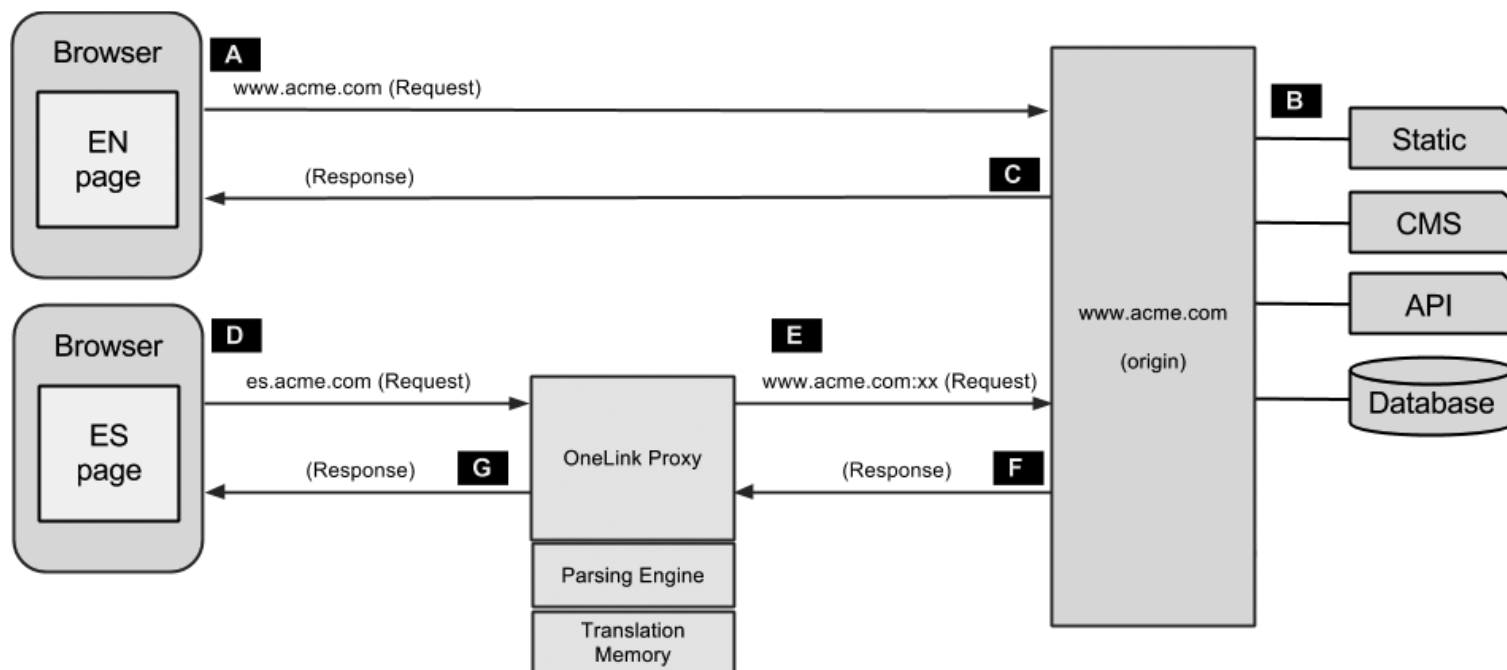 Browser
A
www.acme.com (Request)
EN
page
(Response)
C
B
Static
CMS
API
Database
www.acme.com
(origin)
Browser
D
es.acme.com (Request)
ES
page
(Response)
G
E
www.acme.com:xx (Request)
OneLink Proxy
(Response)
F
Parsing Engine
Translation
Memory